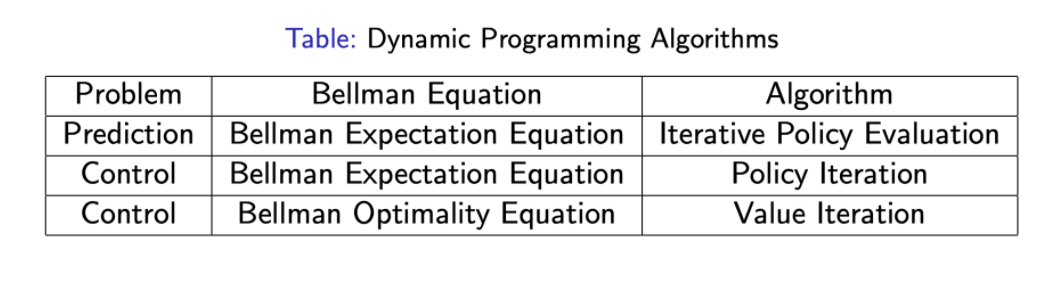 Table: Dynamic Programming Algorithms
Problem Bellman Equation Algorithm
Prediction Bellman Expectation Equation Iterative Policy Evaluation
Control Bellman Expectation Equation Policy Iteration
Control Bellman Optimality Equation Value Iteration